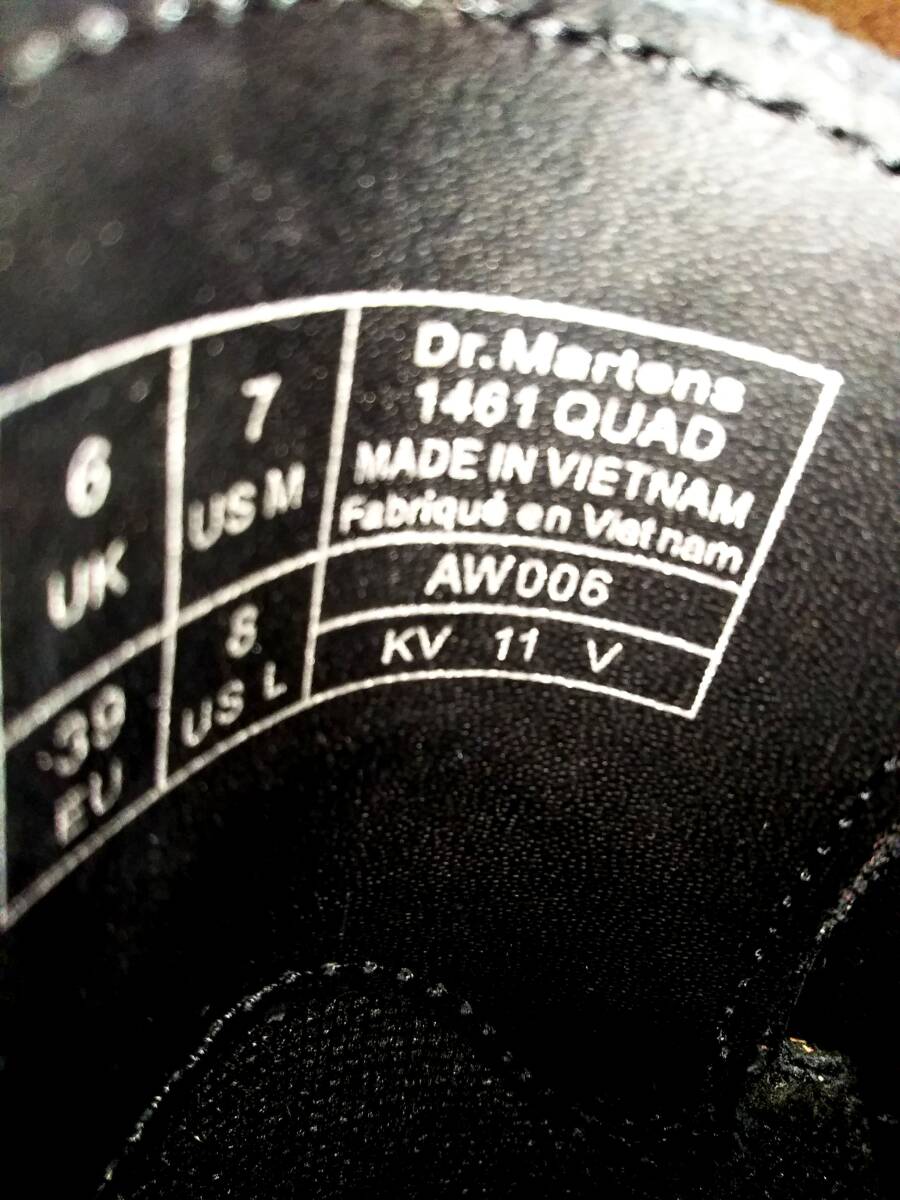 6
UK
7
US M
39
EU
8
US L
Dr.Martens
1461 QUAD
MADE IN VIETNAM
Fabriqué en Vietnam
AW006
KV 11 V